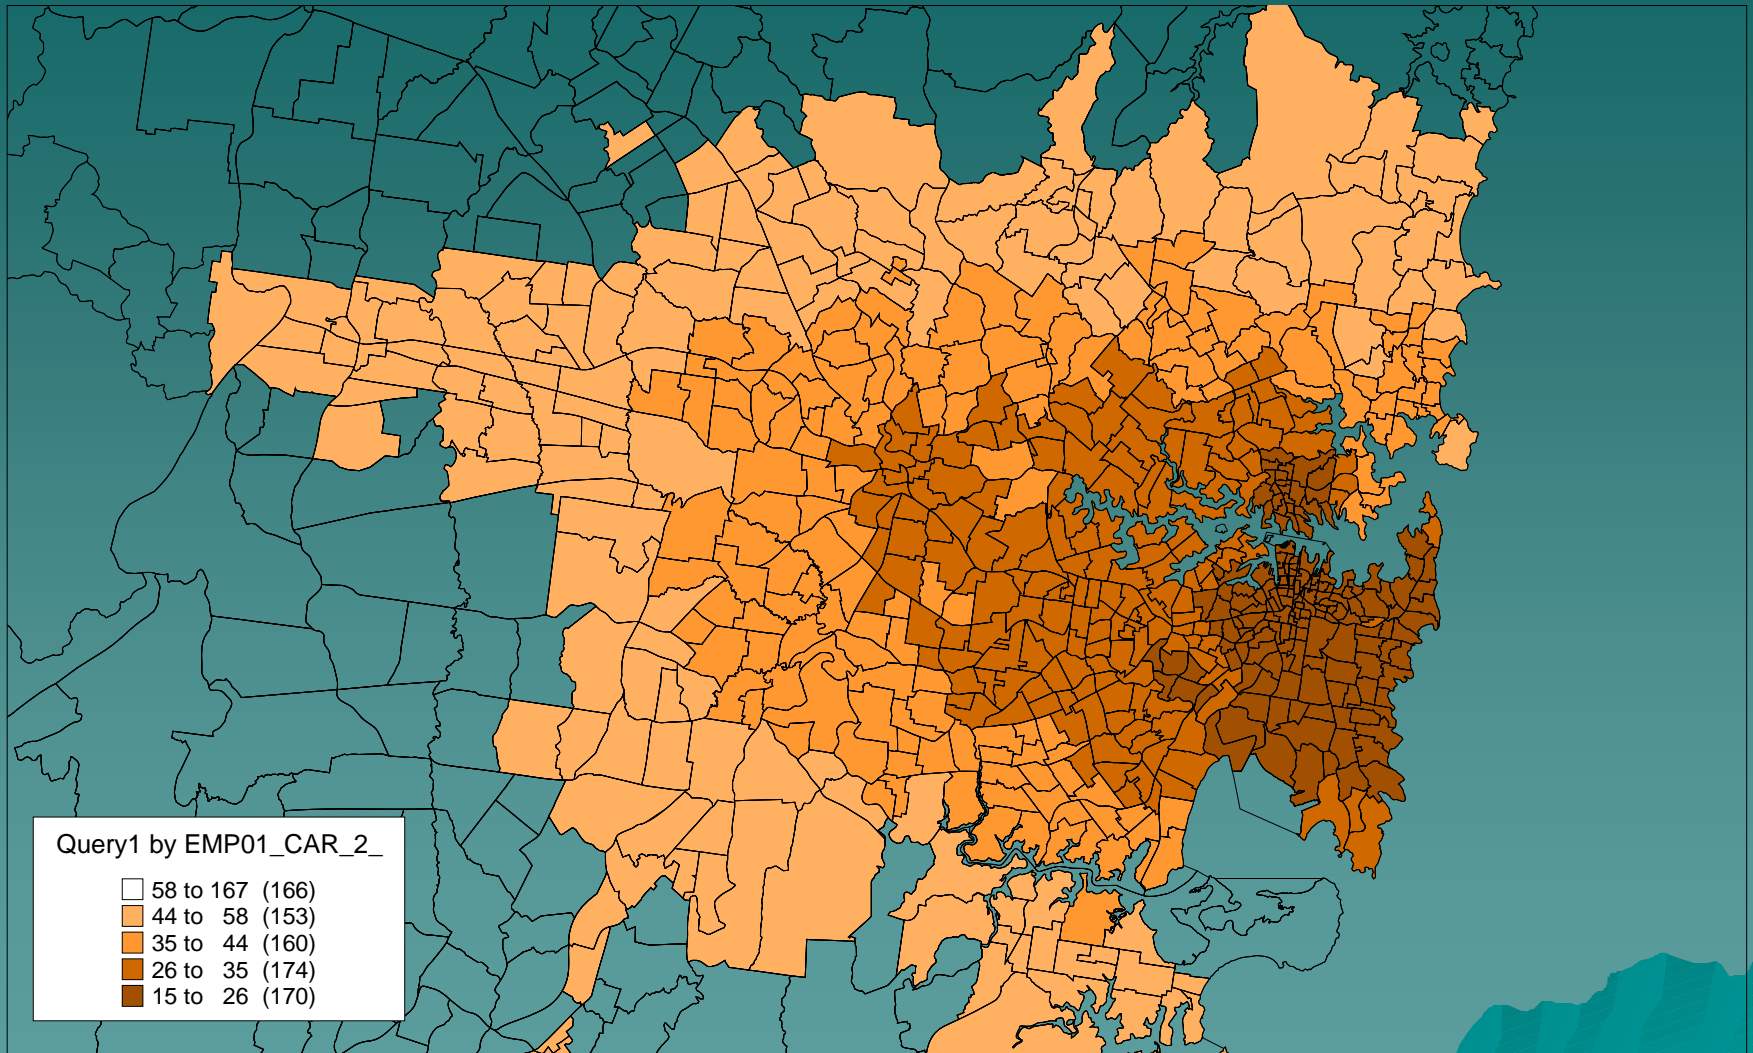 Query1 by EMP01_CAR_2_
58 to 167 (166)
44 to 58 (153)
35 to 44 (160)
26 to 35 (174)
15 to 26 (170)